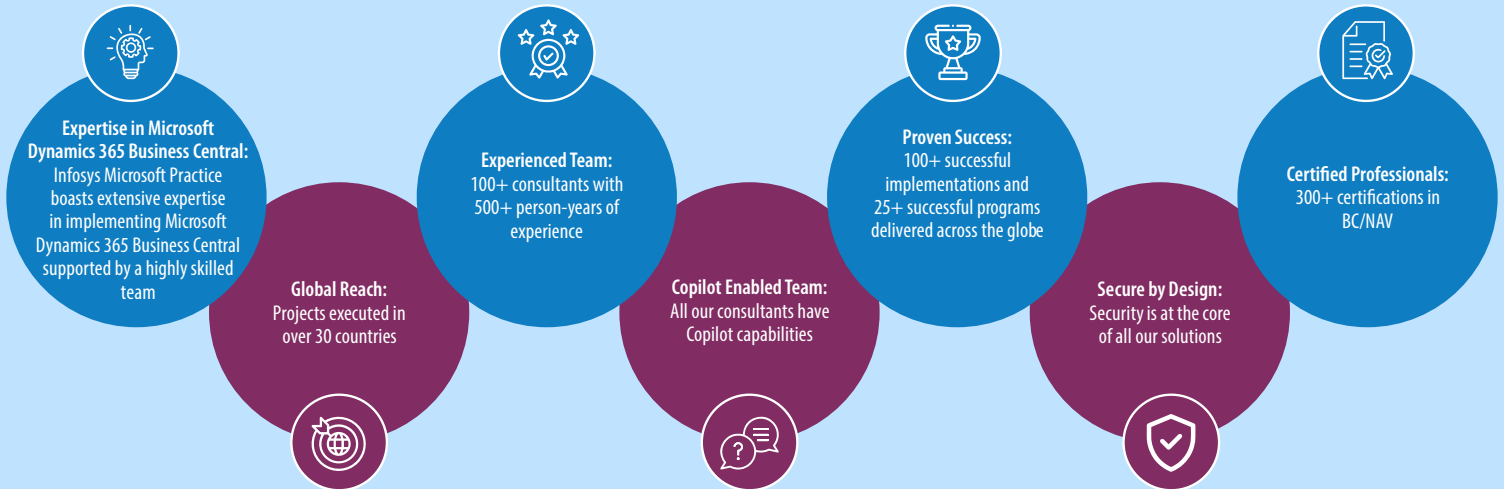 Expertise in Microsoft
Dynamics 365 Business Central:
Infosys Microsoft Practice
boasts extensive expertise
in implementing Microsoft
Dynamics 365 Business Central
supported by a highly skilled
team
Global Reach:
Projects executed in
over 30 countries
Experienced Team:
100+ consultants with
500+ person-years of
experience
Copilot Enabled Team:
All our consultants have
Copilot capabilities
Proven Success:
100+ successful
implementations and
25+ successful programs
delivered across the globe
Secure by Design:
Security is at the core
of all our solutions
Certified Professionals:
300+ certifications in
BC/NAV